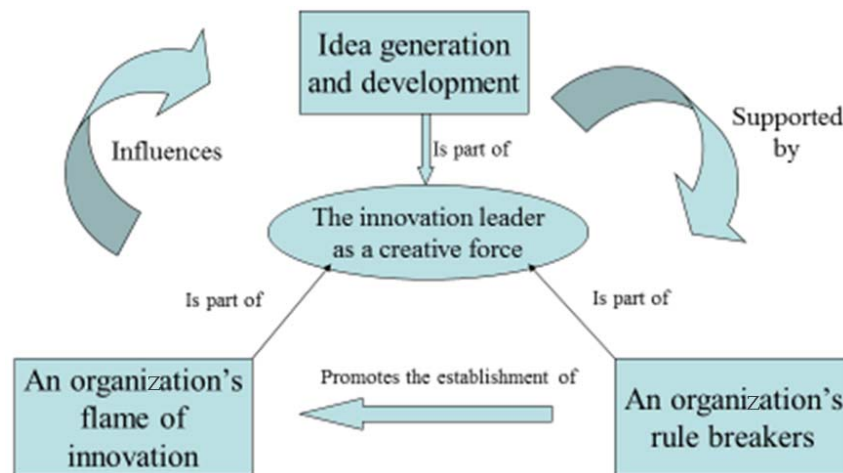 Idea generation
and development
Influences
Supported
by
Is part of
The innovation leader
as a creative force
Is part of
Is part of
An organization's
flame of
innovation
Promotes the establishment of
An organization's
rule breakers